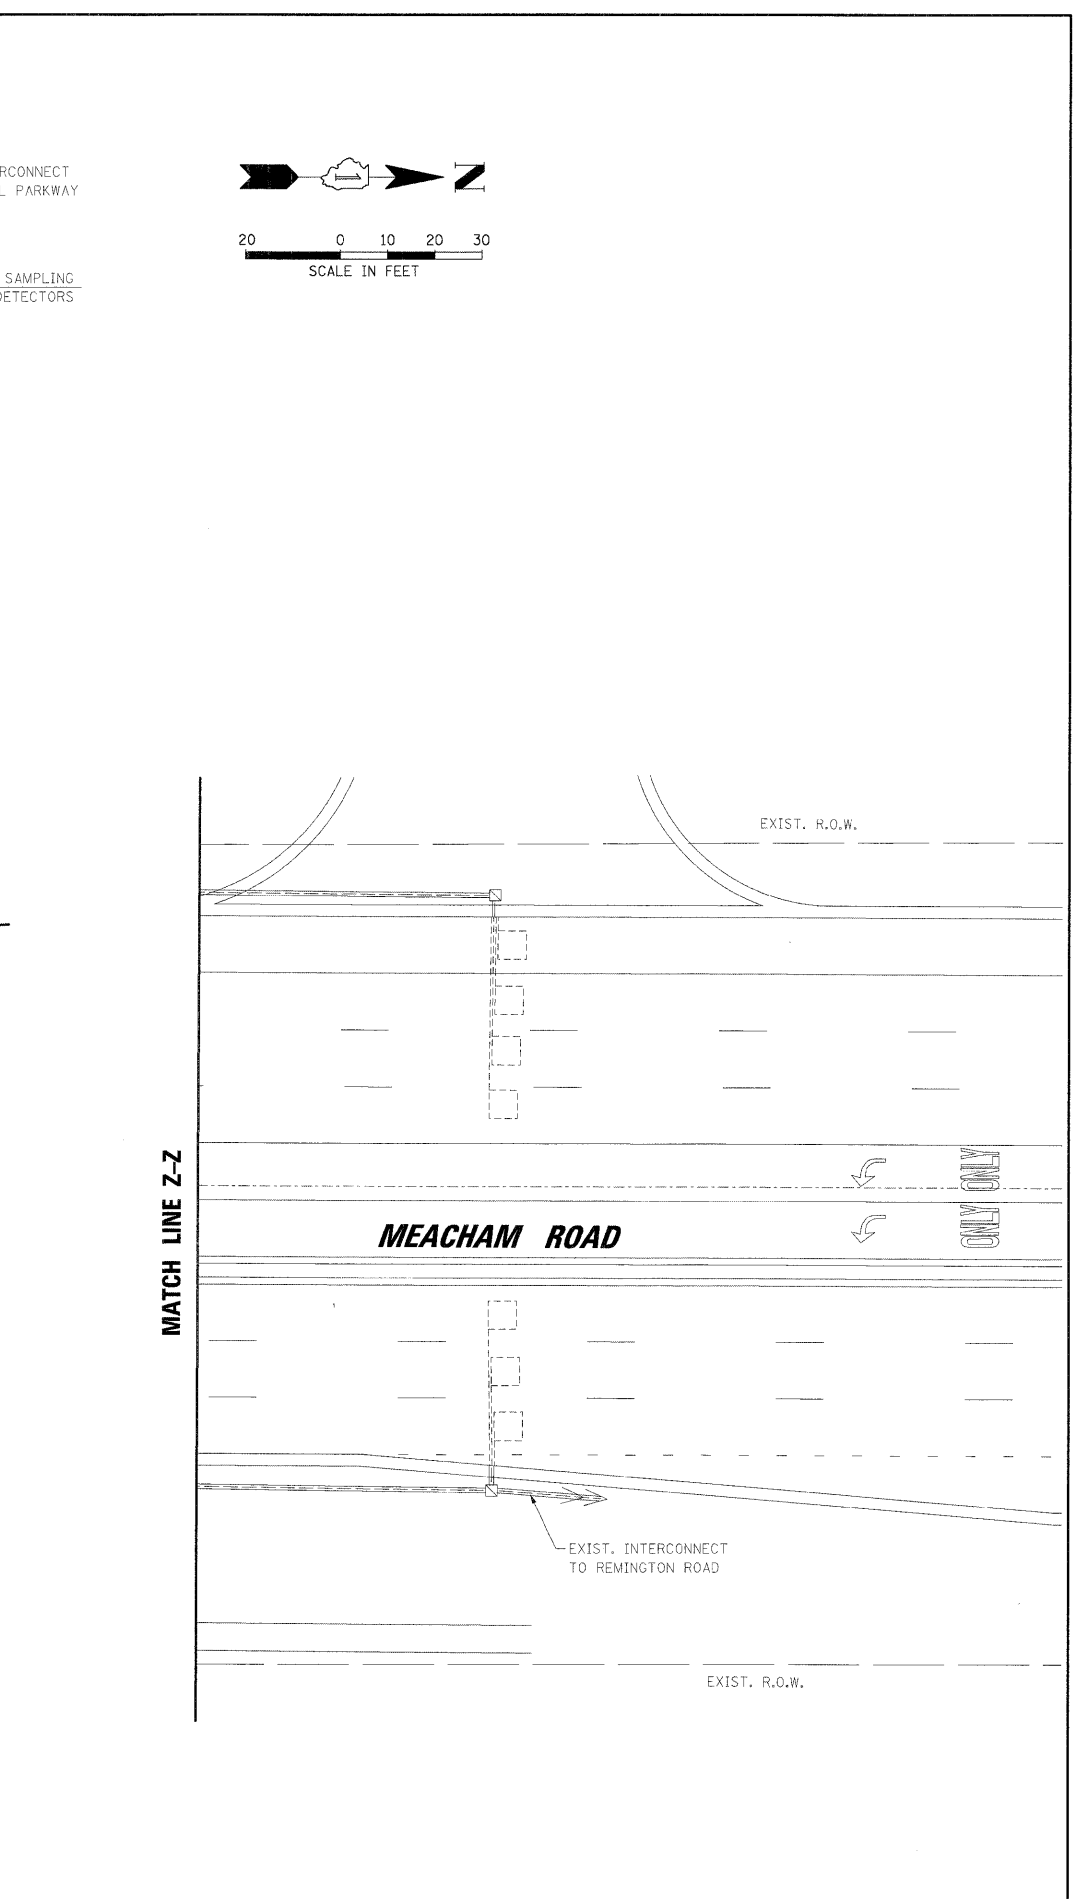 RCONNECT
L PARKWAY
N
20 0 10 20 30
SCALE IN FEET
SAMPLING
DETECTORS
EXIST. R.O.W.
MATCH LINE Z-Z
ONLY
ONLY
MEACHAM ROAD
EXIST. INTERCONNECT
TO REMINGTON ROAD
EXIST. R.O.W.